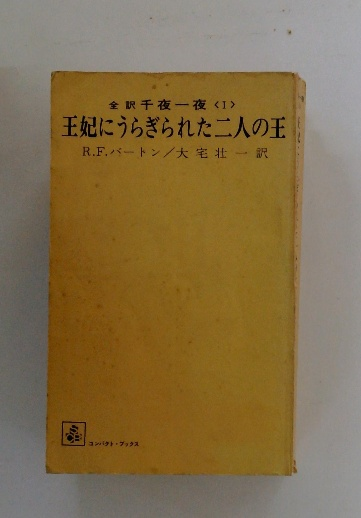 全訳千夜一夜〈I〉
王妃にうらぎられた二人の王
R.F.バートン／大宅壮一訳
コンパクト・ブックス